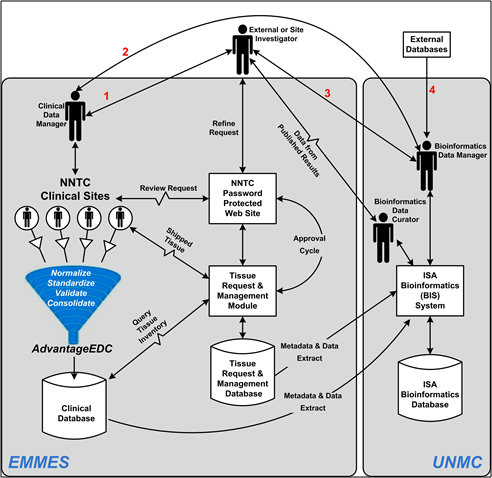 2
External or Site
Investigator
External
Databases
1
3
4
Clinical
Data
Manager
Refine
Request
Data from
Published Results
Bioinformatics
Data Manager
NNTC
Clinical Sites
Review Request
NNTC
Password
Protected
Web Site
Bioinformatics
Data
Curator
Shipped
Tissue
Approval
Cycle
Normalize
Standardize
Validate
Consolidate
Tissue
Request &
Management
Module
ISA
Bioinformatics
(BIS)
System
Query
Tissue
Inventory
AdvantageEDC
Metadata & Data
Extract
Tissue
Request &
Management
Database
Metadata & Data
Extract
Clinical
Database
ISA
Bioinformatics
Database
EMMES
UNMC